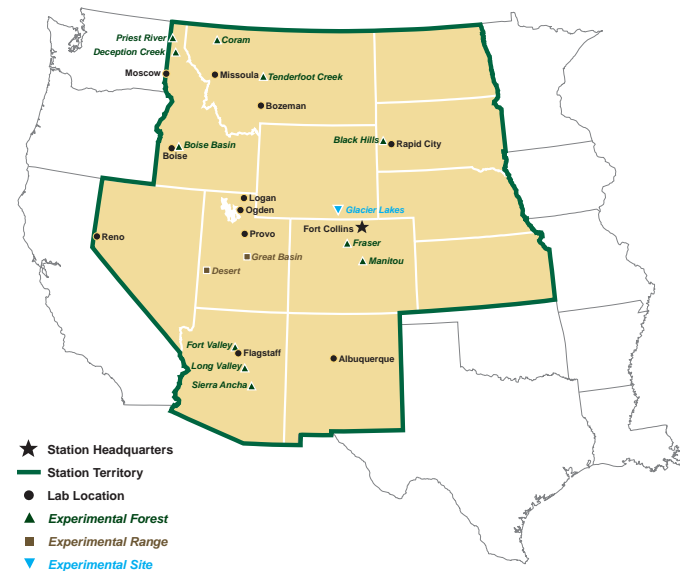 Priest River
Coram
Deception Creek
Moscow
Missoula
Tenderfoot Creek
Bozeman
Black Hills
Rapid City
Boise Basin
Boise
Logan
Ogden
Glacier Lakes
Fort Collins
Reno
Provo
Fraser
Great Basin
Manitou
Desert
Fort Valley
Flagstaff
Albuquerque
Long Valley
Sierra Ancha
Station Headquarters
Station Territory
Lab Location
Experimental Forest
Experimental Range
Experimental Site